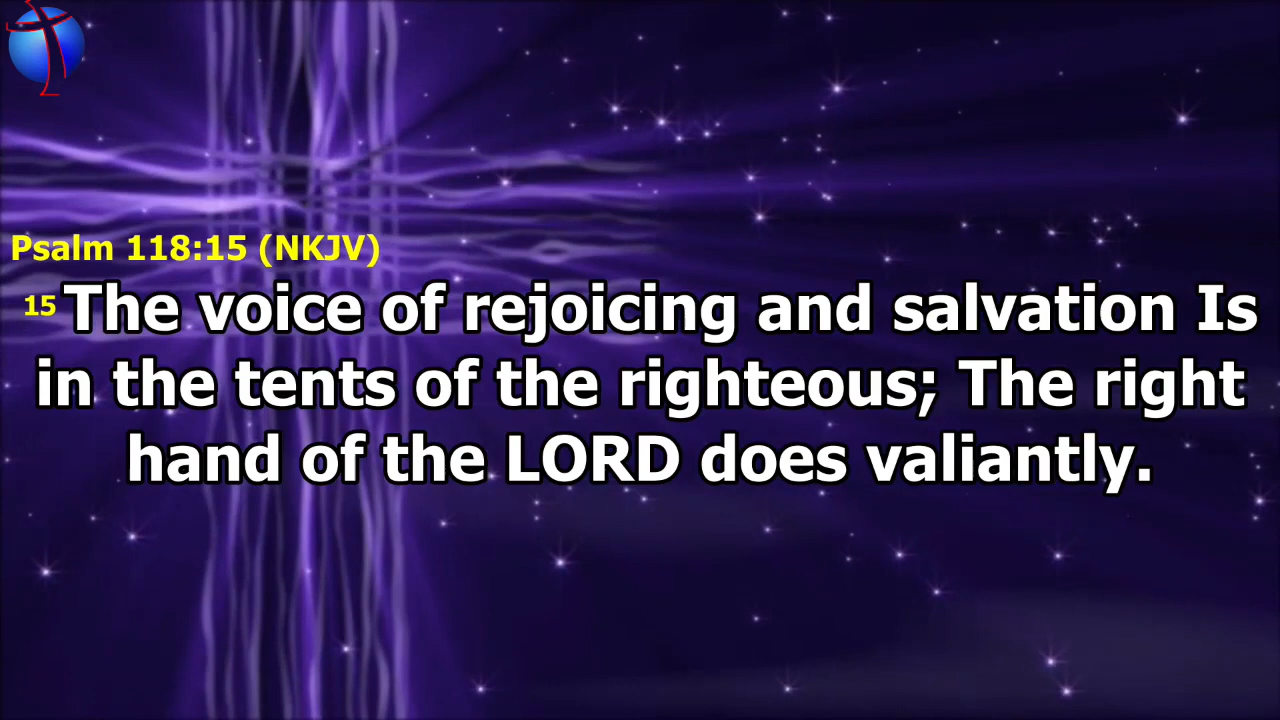 Psalm 118:15 (NKJV)
15 The voice of rejoicing and salvation Is
in the tents of the righteous; The right
hand of the LORD does valiantly.